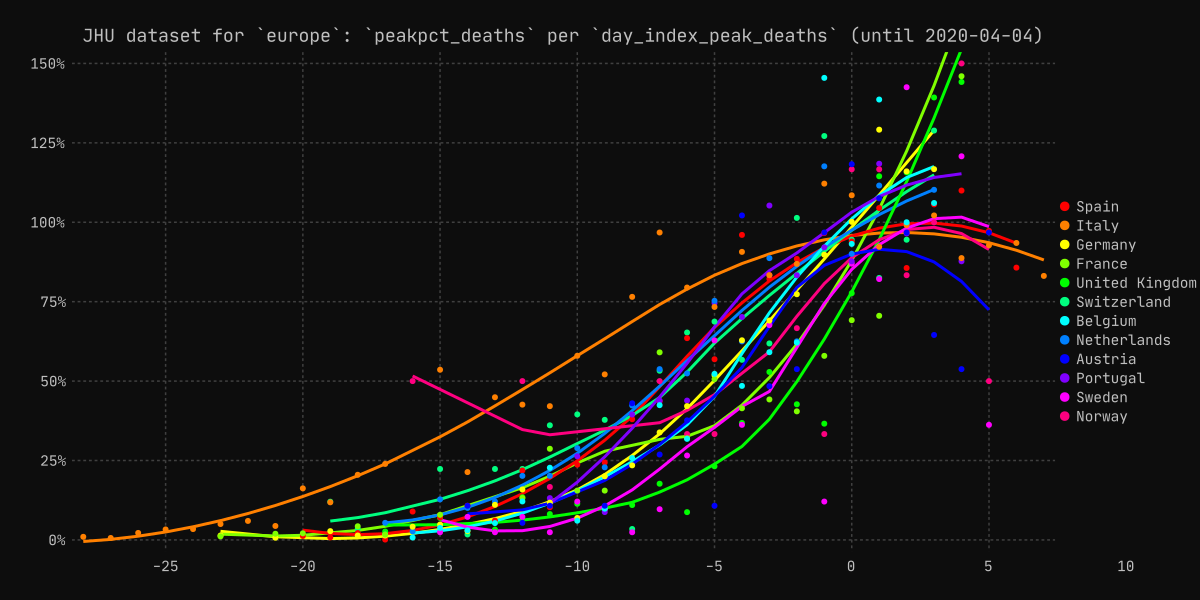 JHU dataset for `europe`: `peakpct_deaths` per `day_index_peak_deaths` (until 2020-04-04)
150%
125%
100%
75%
50%
25%
0%
-25
-20
-15
-10
-5
0
5
10
Spain
Italy
Germany
France
United Kingdom
Switzerland
Belgium
Netherlands
Austria
Portugal
Sweden
Norway